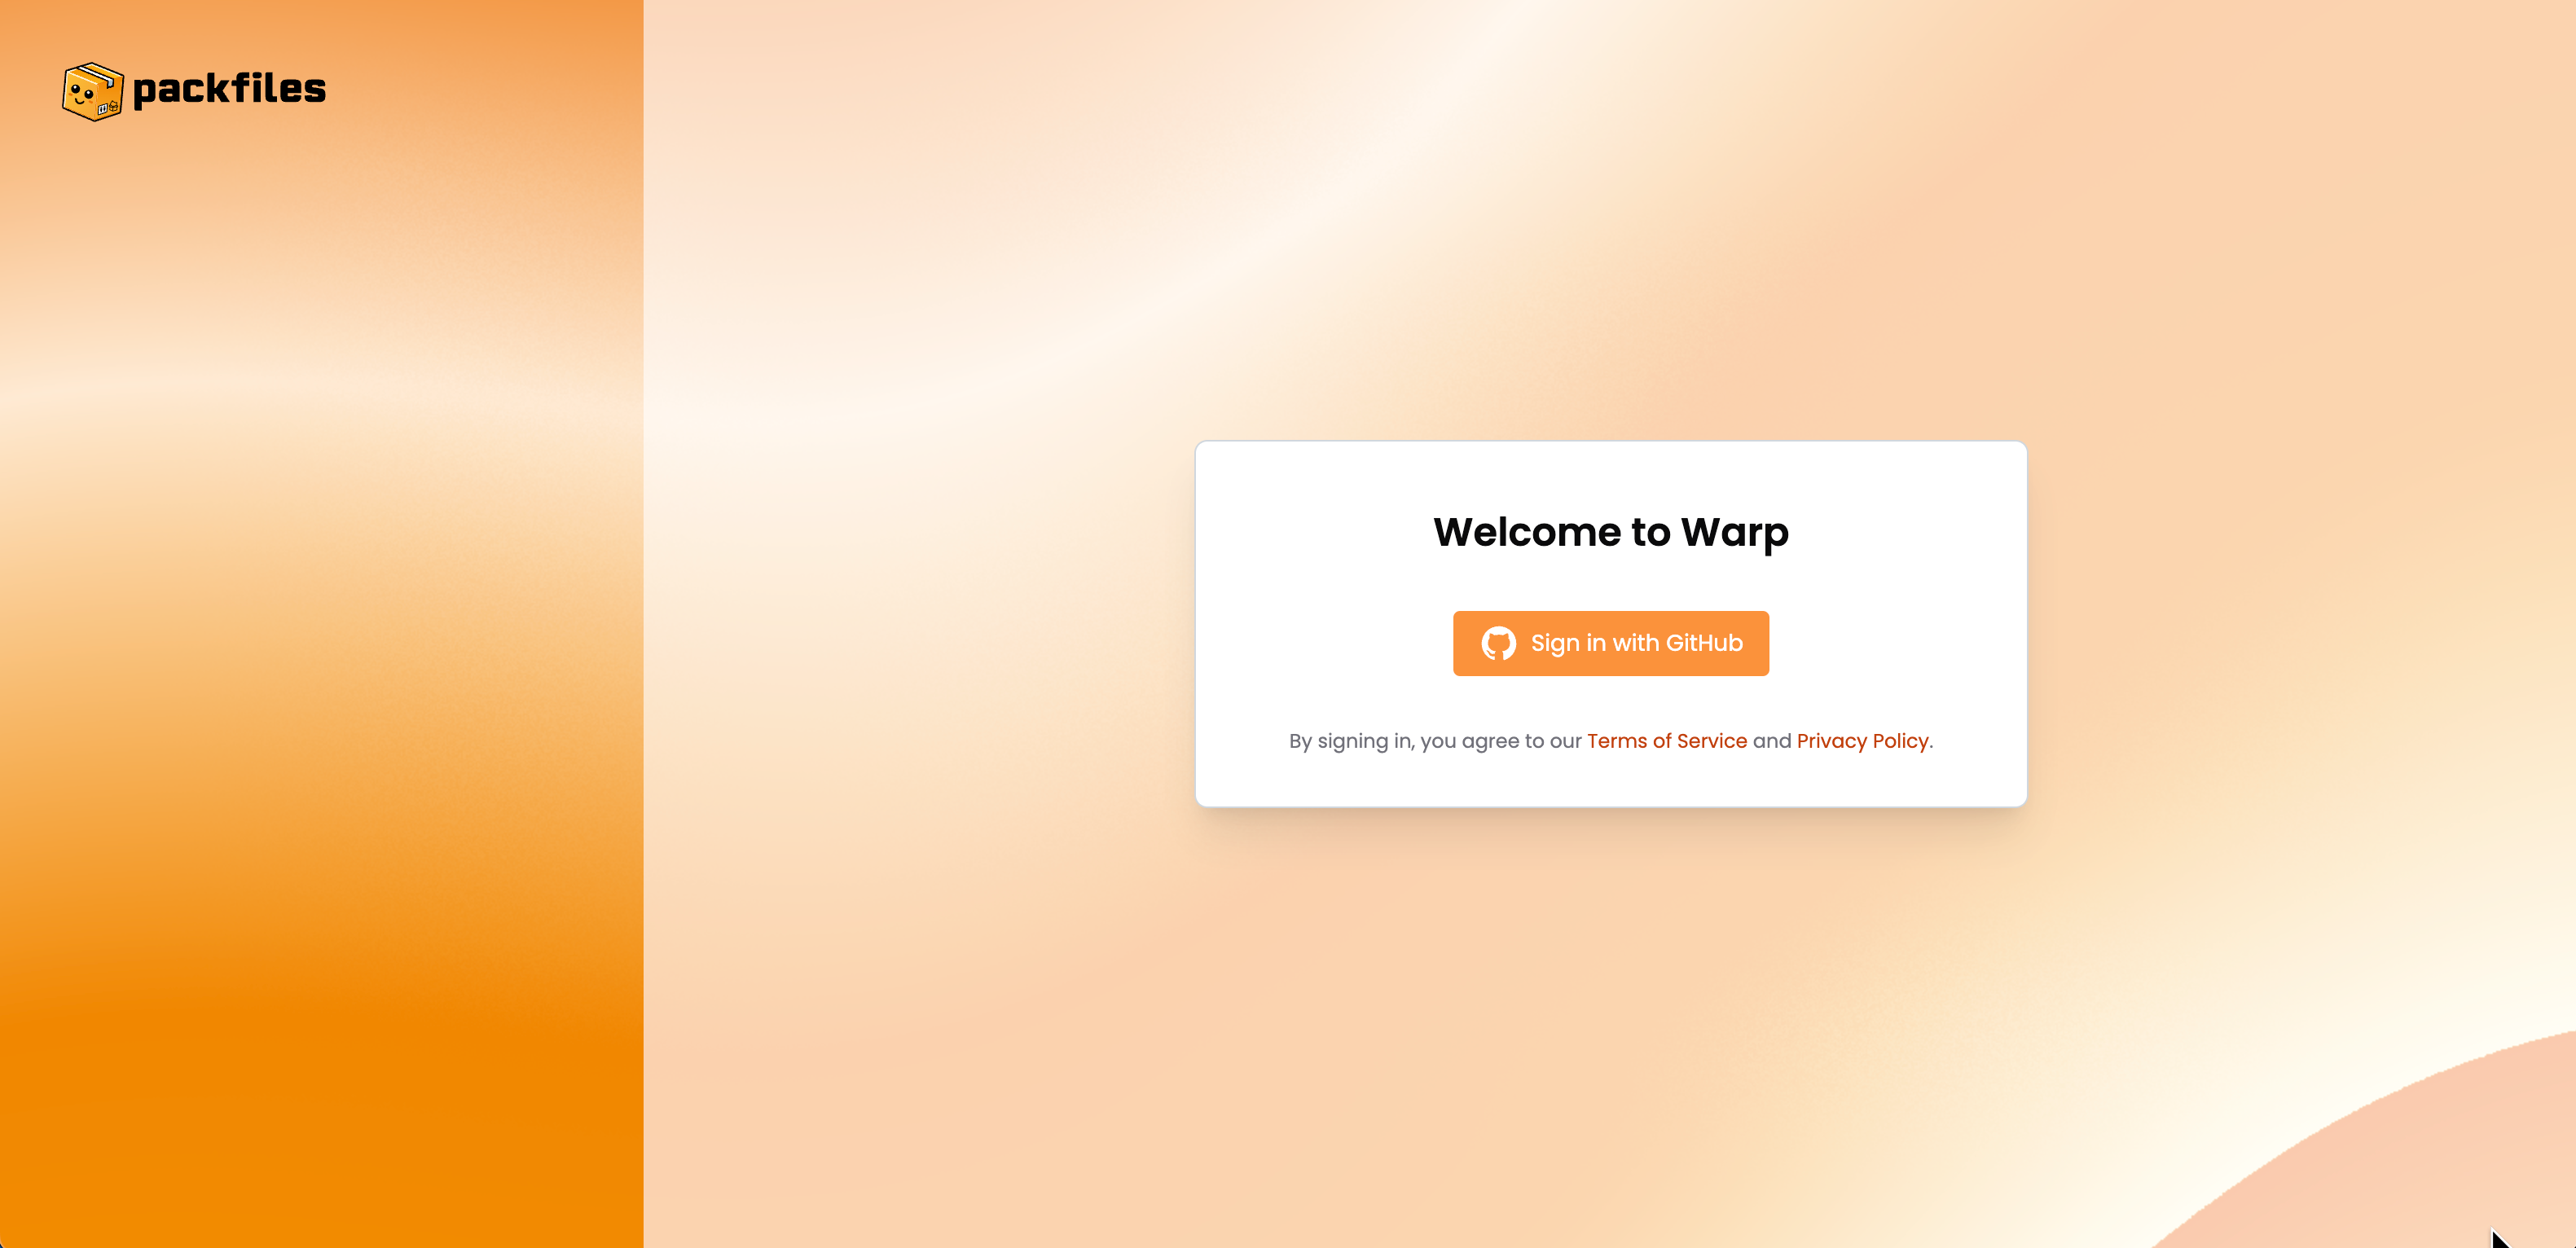 packfiles
Welcome to Warp
Sign in with GitHub
By signing in, you agree to our Terms of Service and Privacy Policy.